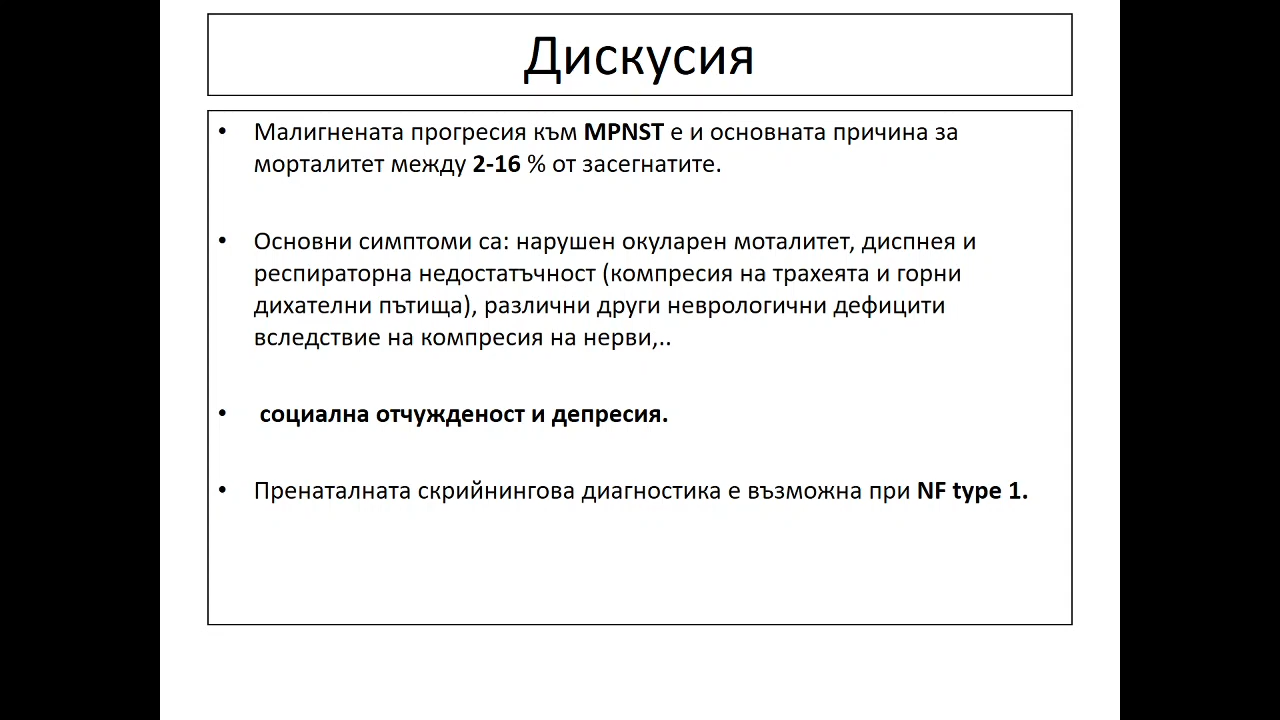 Дискусия
• Малигнената прогресия към MPNST е и основната причина за
морталитет между 2-16 % от засегнатите.
• Основни симптоми са: нарушен окуларен моталитет, диспнея и
респираторна недостатъчност (компресия на трахеята и горни
дихателни пътища), различни други неврологични дефицити
вследствие на компресия на нерви,..
• социална отчужденост и депресия.
• Пренаталната скрийнингова диагностика е възможна при NF type 1.